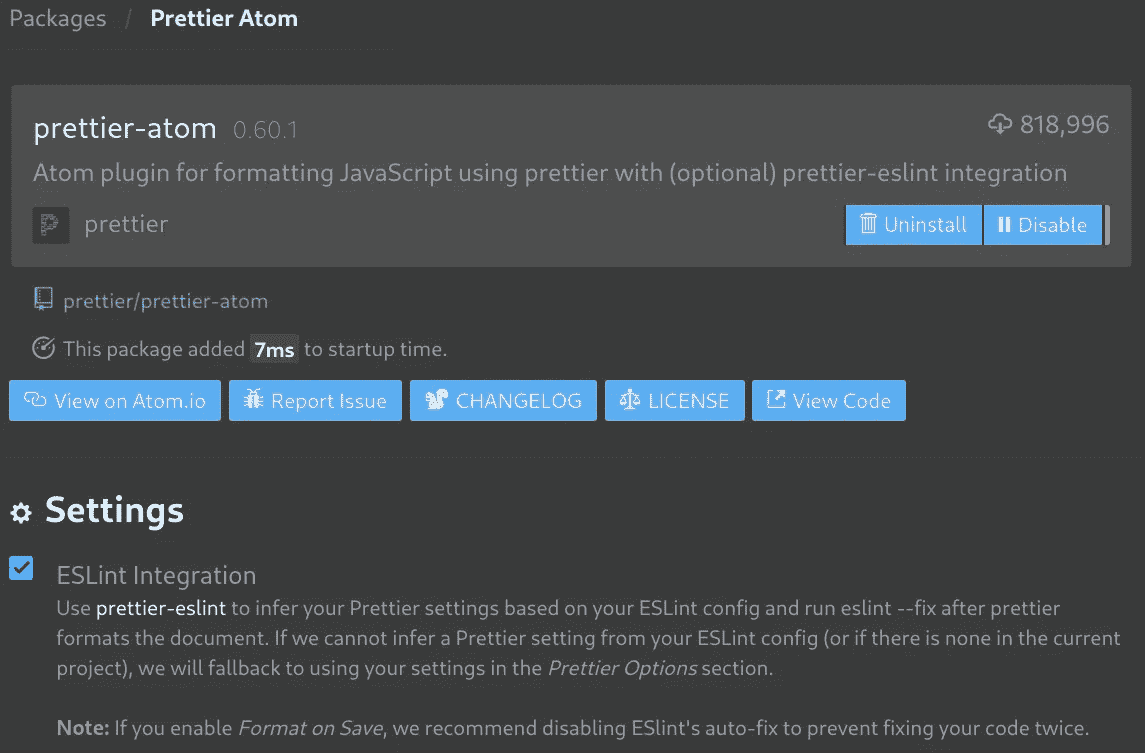 Packages / Prettier Atom
prettier-atom 0.60.1 818,996
Atom plugin for formatting JavaScript using prettier with (optional) prettier-eslint integration
prettier Uninstall Disable
prettier/prettier-atom
This package added 7ms to startup time.
View on Atom.io Report Issue CHANGELOG LICENSE View Code
Settings
ESLint Integration
Use prettier-eslint to infer your Prettier settings based on your ESLint config and run eslint --fix after prettier
formats the document. If we cannot infer a Prettier setting from your ESLint config (or if there is none in the current
project), we will fallback to using your settings in the Prettier Options section.
Note: If you enable Format on Save, we recommend disabling ESlint's auto-fix to prevent fixing your code twice.